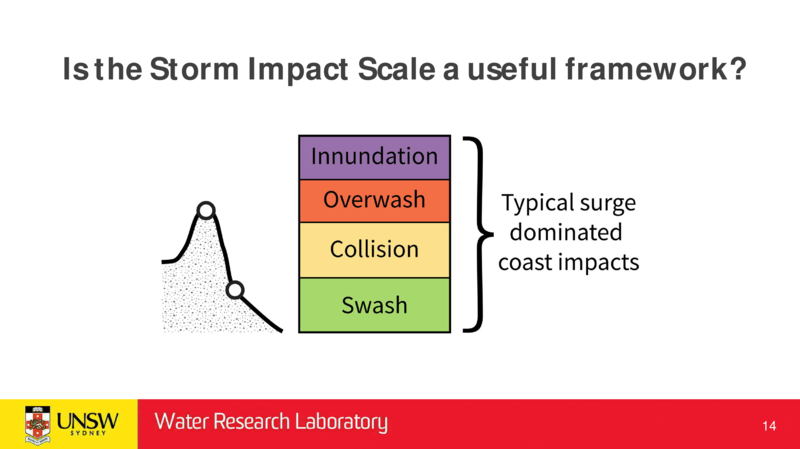 Is the Storm Impact Scale a useful framework?
Innundation
Overwash
Collision
Swash
Typical surge
dominated
coast impacts
UNSW
SYDNEY
Water Research Laboratory
14